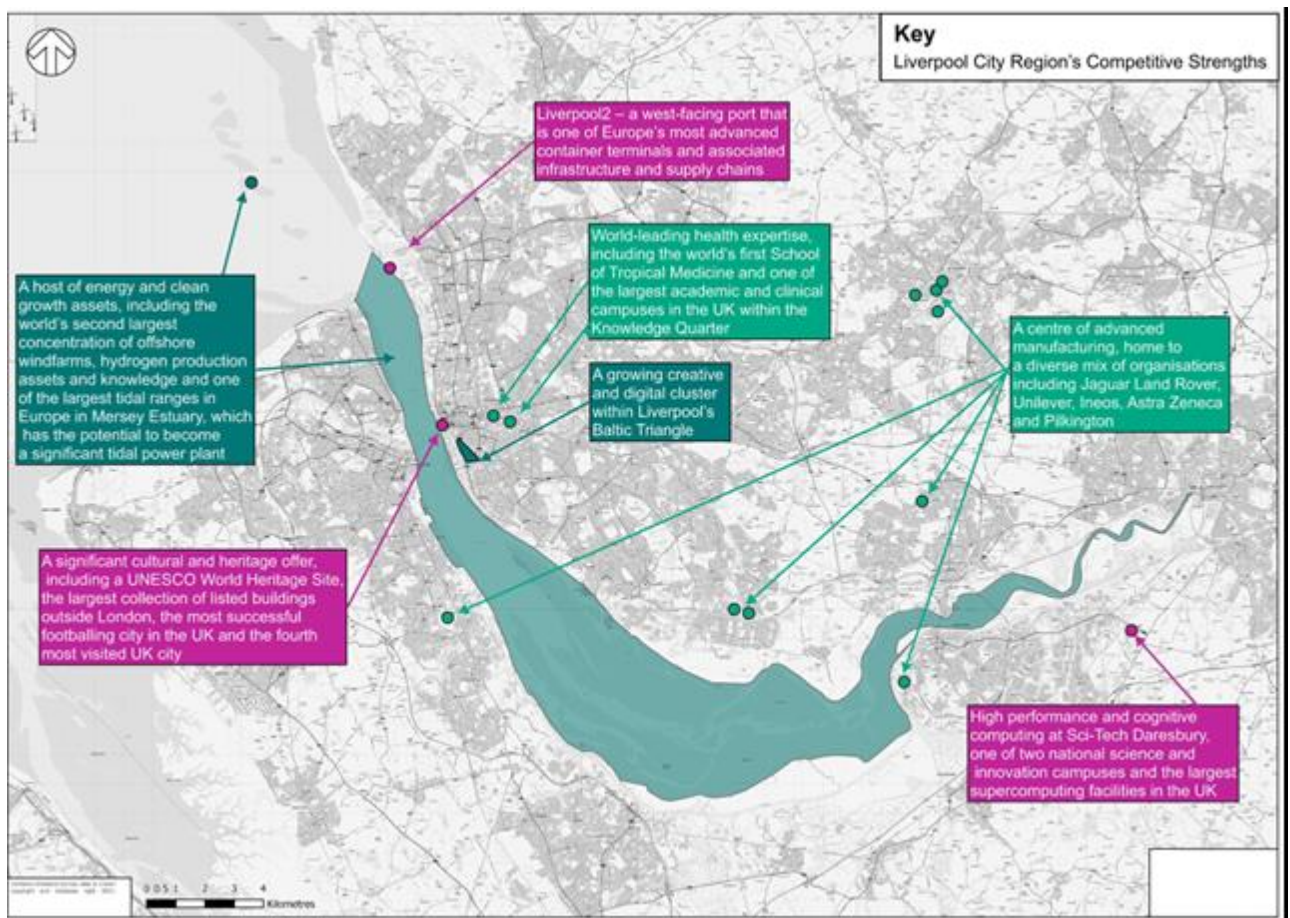 Key
Liverpool City Region's Competitive Strengths
Liverpool2 – a west-facing port that
is one of Europe's most advanced
container terminals and associated
infrastructure and supply chains
World-leading health expertise,
including the world's first School
of Tropical Medicine and one of
the largest academic and clinical
campuses in the UK within the
Knowledge Quarter
A host of energy and clean
growth assets, including the
world's second largest
concentration of offshore
windfarms, hydrogen production
assets and knowledge and one
of the largest tidal ranges in
Europe in Mersey Estuary, which
has the potential to become
a significant tidal power plant
A centre of advanced
manufacturing, home to
a diverse mix of organisations
including Jaguar Land Rover,
Unilever, Ineos, Astra Zeneca
and Pilkington
A growing creative
and digital cluster
within Liverpool's
Baltic Triangle
A significant cultural and heritage offer,
including a UNESCO World Heritage Site,
the largest collection of listed buildings
outside London, the most successful
footballing city in the UK and the fourth
most visited UK city
High performance and cognitive
computing at Sci-Tech Daresbury,
one of two national science and
innovation campuses and the largest
supercomputing facilities in the UK
0 0.5 1 2 3 4
Kilometres